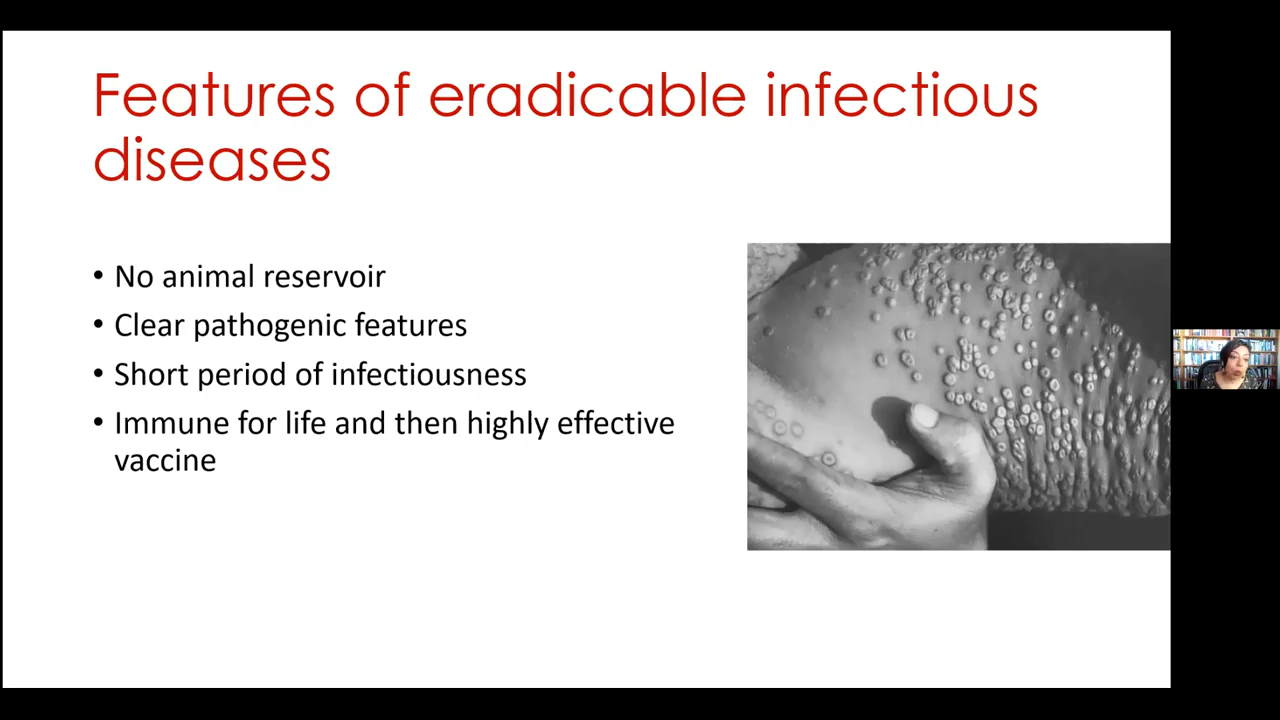 Features of eradicable infectious
diseases
• No animal reservoir
• Clear pathogenic features
• Short period of infectiousness
• Immune for life and then highly effective
vaccine